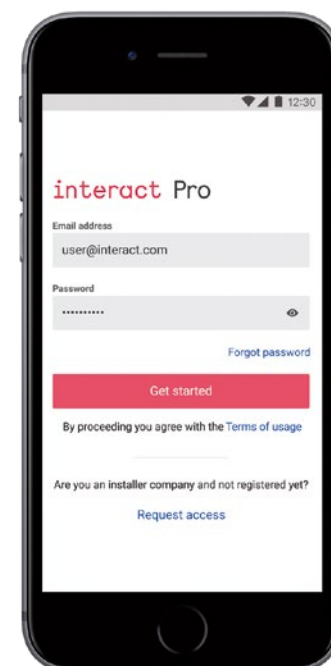 12:30
interact Pro
Email address
user@interact.com
Password
••••••••••
Forgot password
Get started
By proceeding you agree with the Terms of usage
Are you an installer company and not registered yet?
Request access